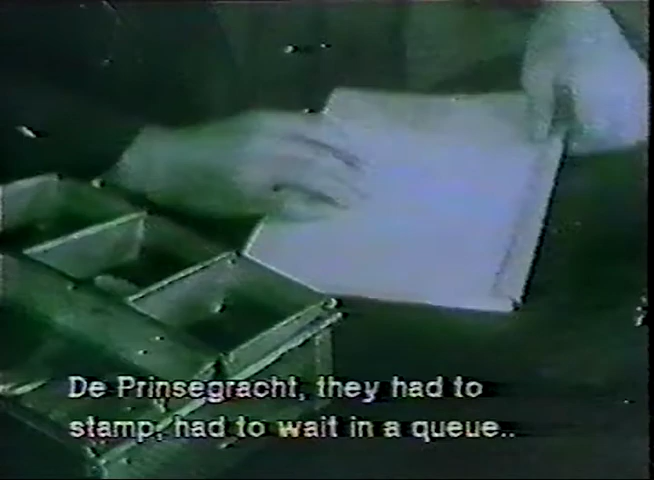 De Prinsegracht, they had to
stamp, had to wait in a queue..